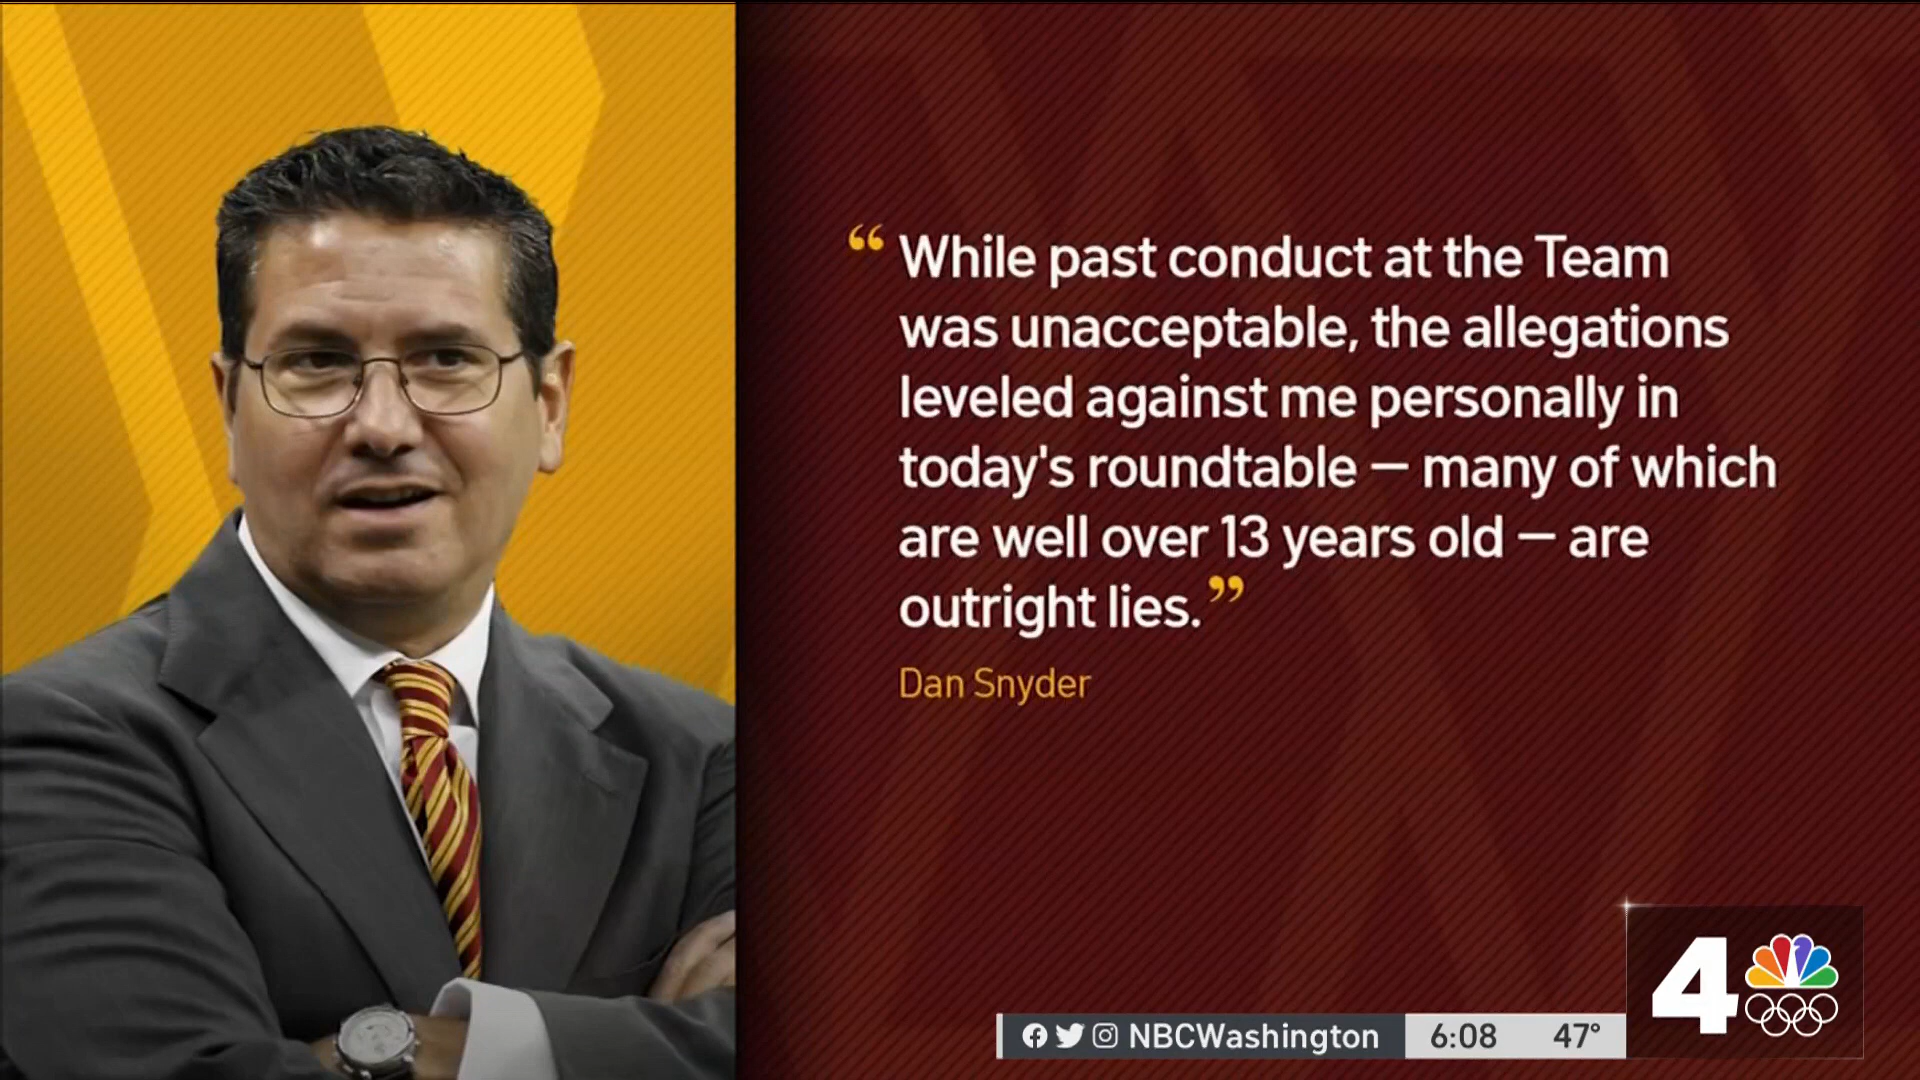 “ While past conduct at the Team
was unacceptable, the allegations
leveled against me personally in
today's roundtable — many of which
are well over 13 years old — are
outright lies. ”
Dan Snyder
NBCWashington 6:08 47°
4